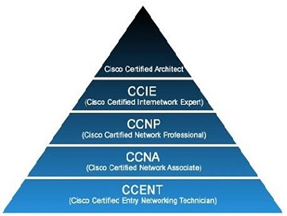 Cisco Certified Architect
CCIE
(Cisco Certified Internetwork Expert)
CCNP
(Cisco Certified Network Professional)
CCNA
(Cisco Certified Network Associate)
CCENT
(Cisco Certified Entry Networking Technician)